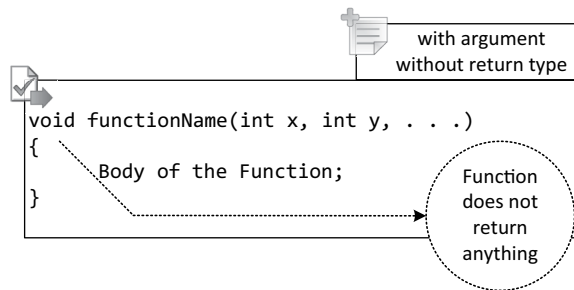 with argument
without return type
void functionName(int x, int y, . . .)
{
Body of the Function;
}
Function
does not
return
anything